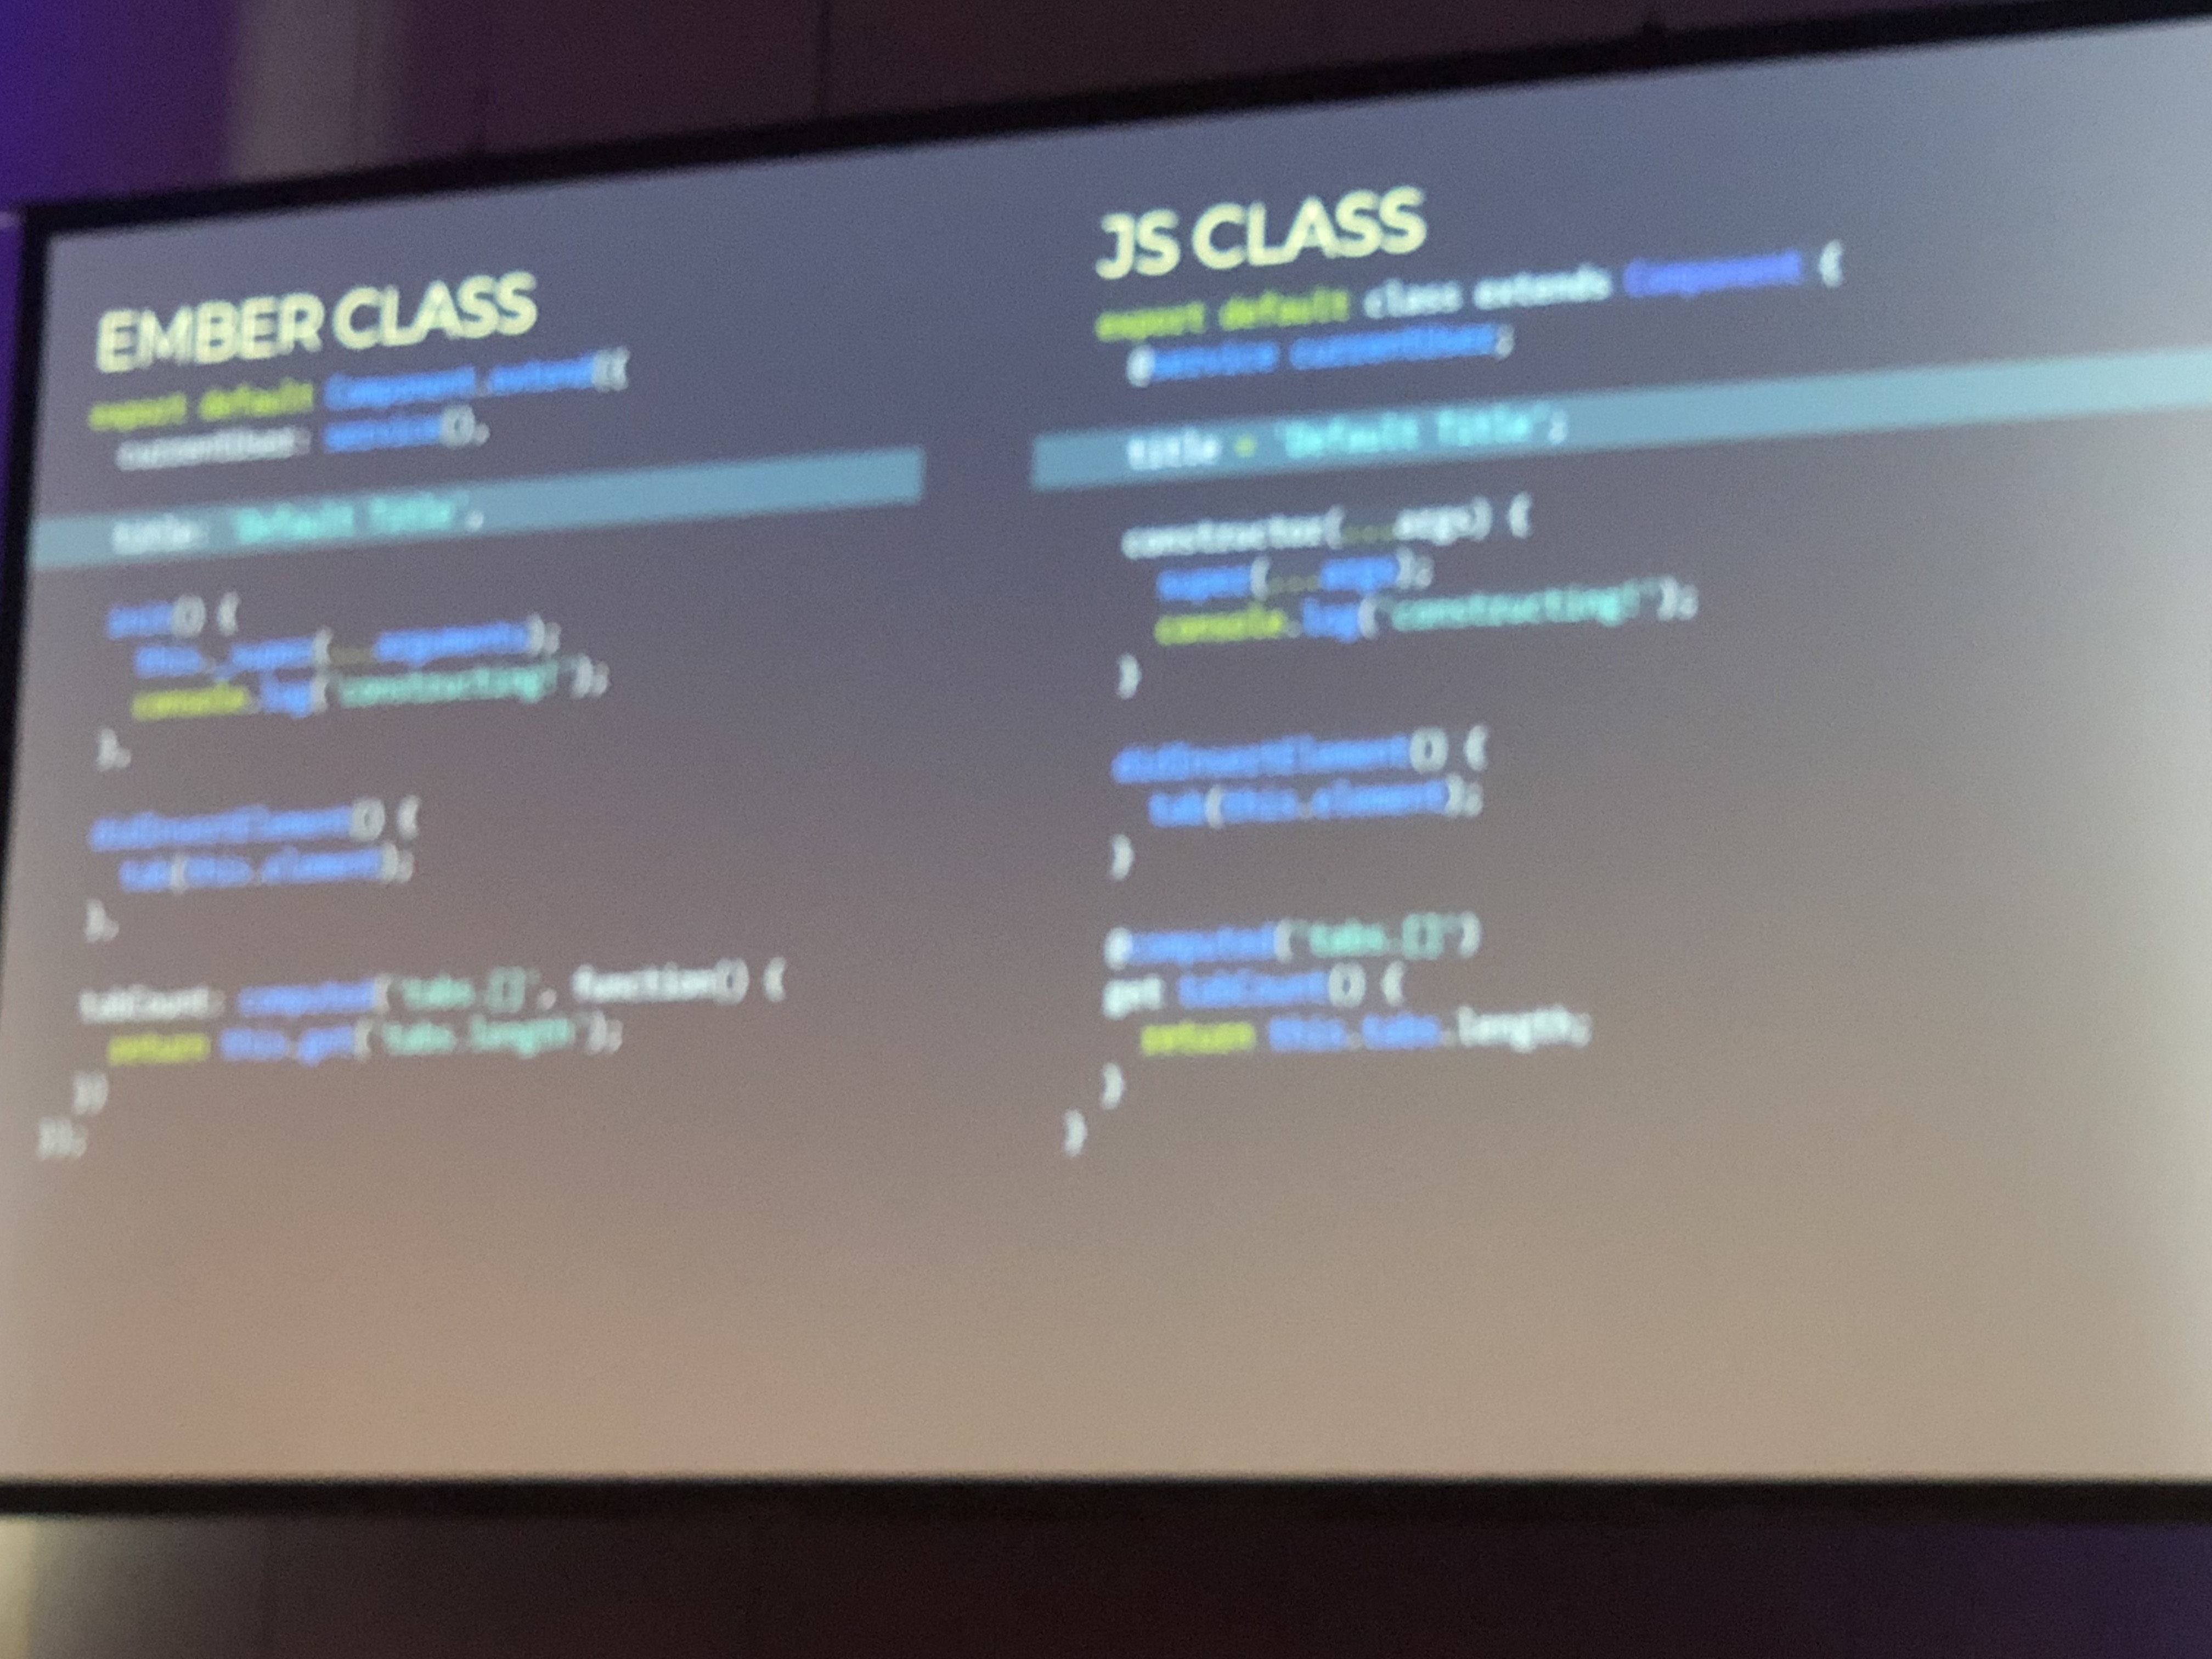 EMBER CLASS
export default Component.extend({
currentUser: service(),
title: 'Default Title',
init() {
this._super(...arguments);
console.log('constructing!');
},
didInsertElement() {
tab(this.element);
},
tabCount: computed('tabs.[]', function() {
return this.get('tabs.length');
})
});
JS CLASS
export default class extends Component {
@service currentUser;
title = 'Default Title';
constructor(...args) {
super(...args);
console.log('constructing!');
}
didInsertElement() {
tab(this.element);
}
@computed('tabs.[]')
get tabCount() {
return this.tabs.length;
}
}